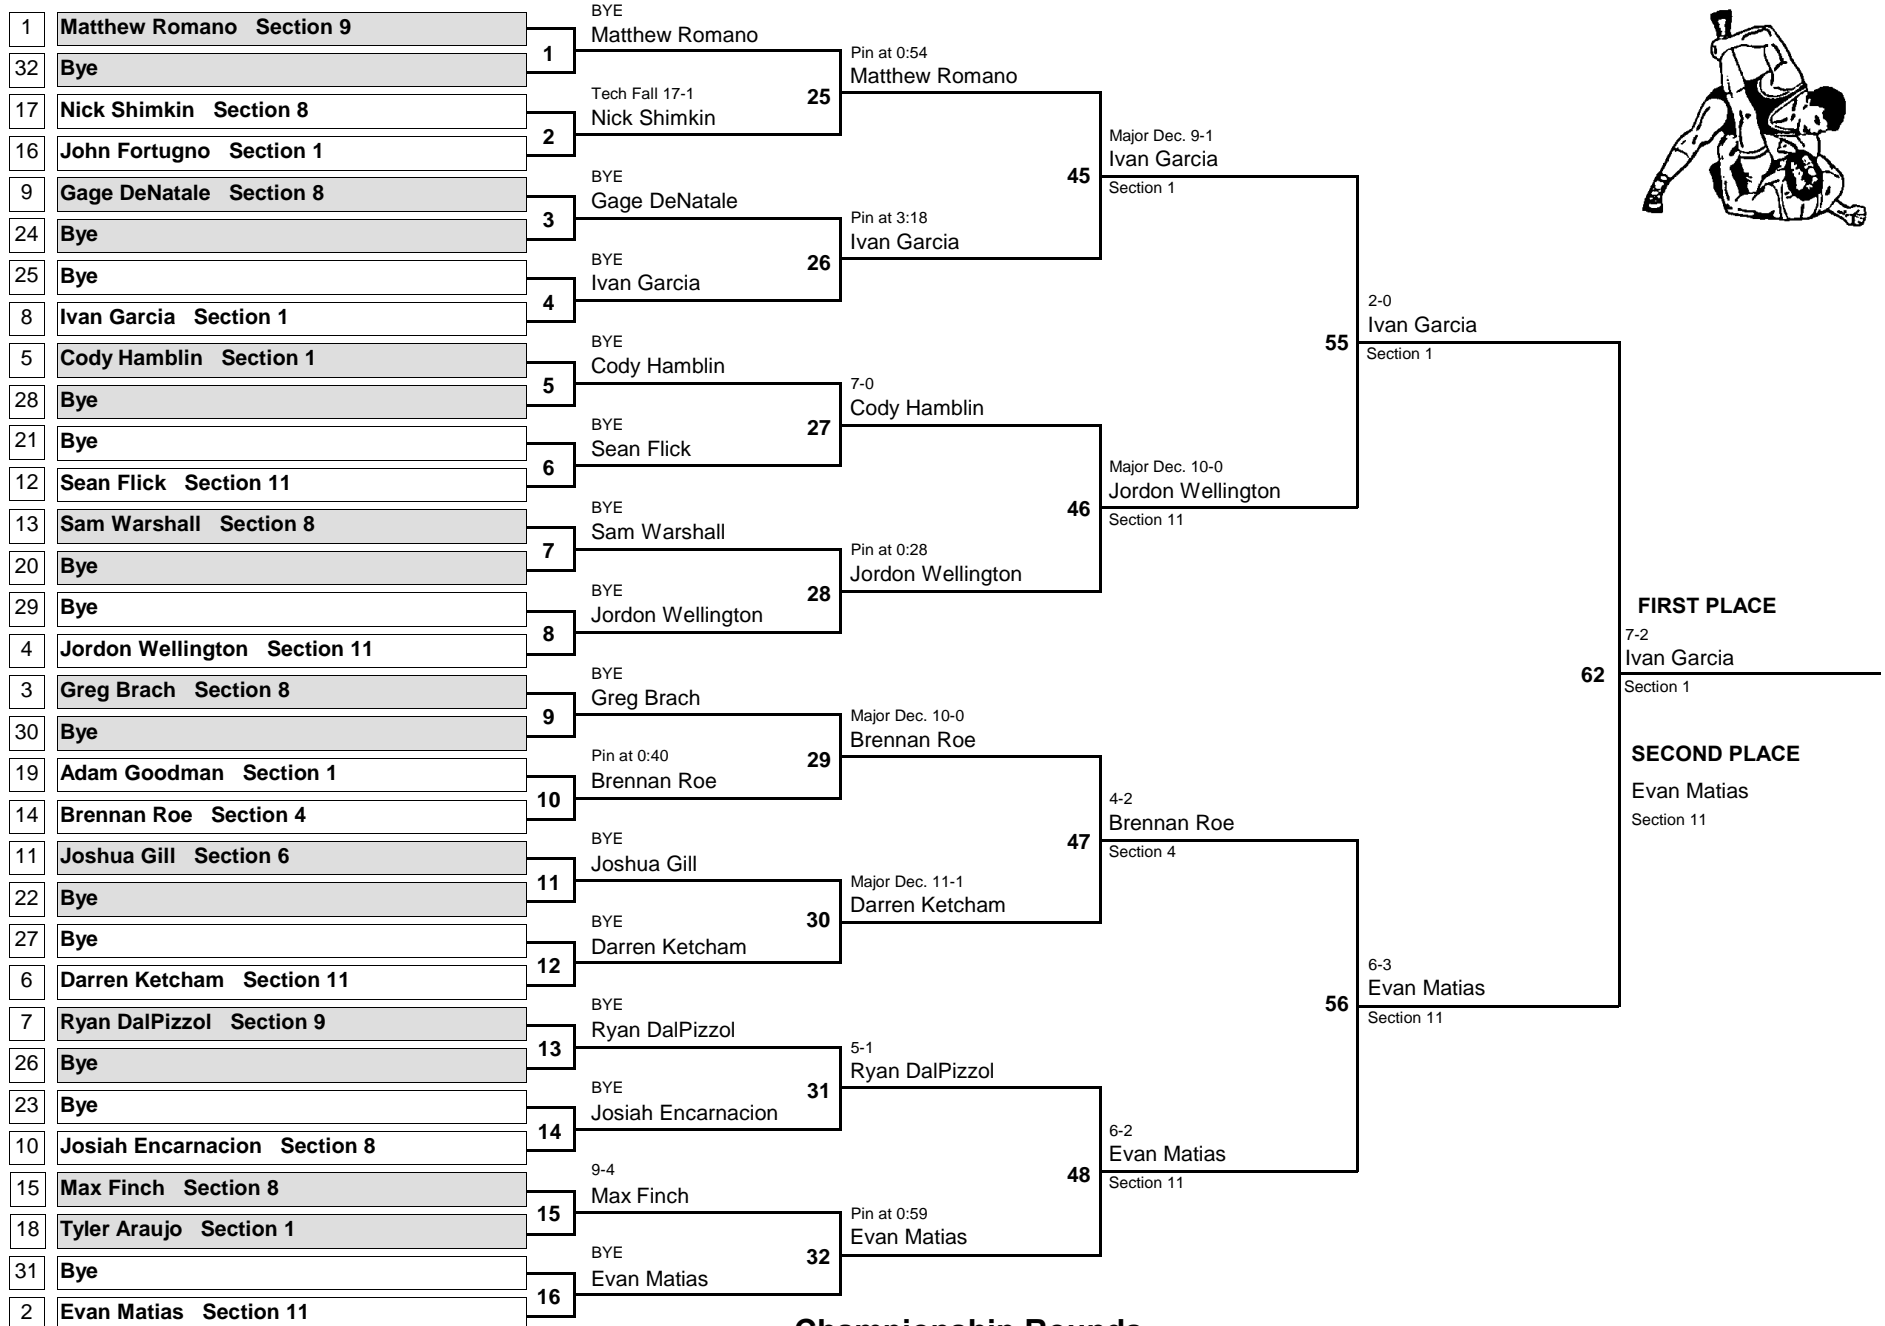 1 Matthew Romano Section 9
32 Bye
17 Nick Shimkin Section 8
16 John Fortugno Section 1
9 Gage DeNatale Section 8
24 Bye
25 Bye
8 Ivan Garcia Section 1
5 Cody Hamblin Section 1
28 Bye
21 Bye
12 Sean Flick Section 11
13 Sam Warshall Section 8
20 Bye
29 Bye
4 Jordon Wellington Section 11
3 Greg Brach Section 8
30 Bye
19 Adam Goodman Section 1
14 Brennan Roe Section 4
11 Joshua Gill Section 6
22 Bye
27 Bye
6 Darren Ketcham Section 11
7 Ryan DalPizzol Section 9
26 Bye
23 Bye
10 Josiah Encarnacion Section 8
15 Max Finch Section 8
18 Tyler Araujo Section 1
31 Bye
2 Evan Matias Section 11
1
2
3
4
5
6
7
8
9
10
11
12
13
14
15
16
BYE
Matthew Romano
Tech Fall 17-1
Nick Shimkin
BYE
Gage DeNatale
BYE
Ivan Garcia
BYE
Cody Hamblin
BYE
Sean Flick
BYE
Sam Warshall
BYE
Jordon Wellington
BYE
Greg Brach
Pin at 0:40
Brennan Roe
BYE
Joshua Gill
BYE
Darren Ketcham
BYE
Ryan DalPizzol
BYE
Josiah Encarnacion
9-4
Max Finch
BYE
Evan Matias
25
26
27
28
29
30
31
32
Pin at 0:54
Matthew Romano
Pin at 3:18
Ivan Garcia
7-0
Cody Hamblin
Pin at 0:28
Jordon Wellington
Major Dec. 10-0
Brennan Roe
Major Dec. 11-1
Darren Ketcham
5-1
Ryan DalPizzol
Pin at 0:59
Evan Matias
45
46
47
48
Major Dec. 9-1
Ivan Garcia
Section 1
Major Dec. 10-0
Jordon Wellington
Section 11
4-2
Brennan Roe
Section 4
6-2
Evan Matias
Section 11
55
56
2-0
Ivan Garcia
Section 1
6-3
Evan Matias
Section 11
62
FIRST PLACE
7-2
Ivan Garcia
Section 1
SECOND PLACE
Evan Matias
Section 11
Championship Rounds